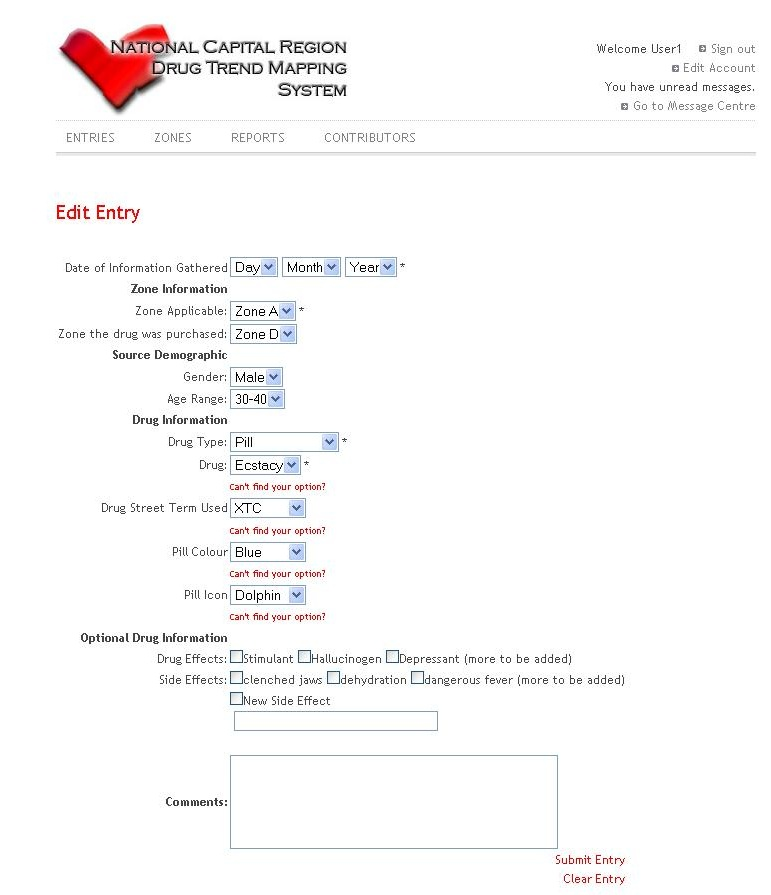 NATIONAL CAPITAL REGION
DRUG TREND MAPPING
SYSTEM
Welcome User1 Sign out
Edit Account
You have unread messages.
Go to Message Centre
ENTRIES ZONES REPORTS CONTRIBUTORS
Edit Entry
Date of Information Gathered Day Month Year *
Zone Information
Zone Applicable: Zone A *
Zone the drug was purchased: Zone D
Source Demographic
Gender: Male
Age Range: 30-40
Drug Information
Drug Type: Pill *
Drug: Ecstacy *
Can't find your option?
Drug Street Term Used XTC
Can't find your option?
Pill Colour Blue
Can't find your option?
Pill Icon Dolphin
Can't find your option?
Optional Drug Information
Drug Effects: Stimulant Hallucinogen Depressant (more to be added)
Side Effects: clenched jaws dehydration dangerous fever (more to be added)
New Side Effect
Comments:
Submit Entry
Clear Entry